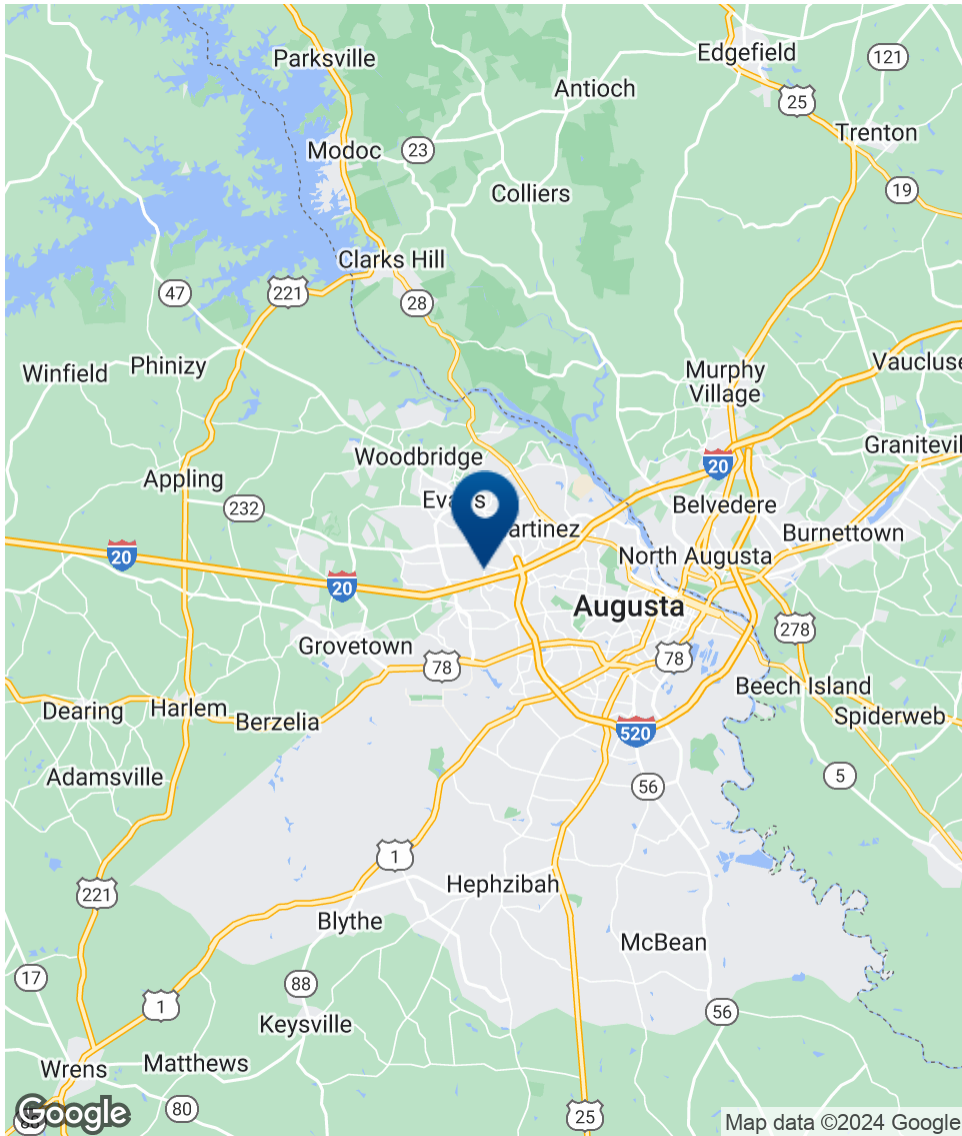 Parksville
Edgefield
121
Antioch
25
Trenton
Modoc
23
19
Colliers
Clarks Hill
47
221
28
Winfield
Phinizy
Murphy
Village
Vaucluse
Woodbridge
Granitevil
20
Appling
Eva s
232
artinez
Belvedere
Burnettown
20
North Augusta
20
Augusta
278
Grovetown
78
78
Beech Island
Dearing
Harlem
Berzelia
Spiderweb
520
Adamsville
5
56
1
Hephzibah
221
Blythe
McBean
17
88
1
56
Keysville
Matthews
Wrens
80
25
Google
Map data ©2024 Google